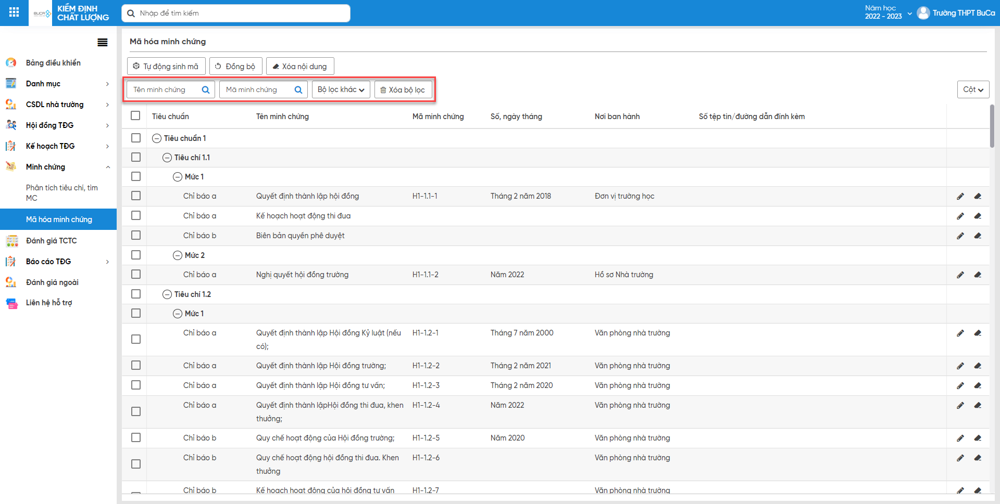 BUCA
KIỂM ĐỊNH
CHẤT LƯỢNG
Nhập để tìm kiếm
Năm học
2022 - 2023
Trường THPT BuCa
Bảng điều khiển
Danh mục
CSDL nhà trường
Hội đồng TĐG
Kế hoạch TĐG
Minh chứng
Phân tích tiêu chí, tìm
MC
Mã hóa minh chứng
Đánh giá TCTC
Báo cáo TĐG
Đánh giá ngoài
Liên hệ hỗ trợ
Mã hóa minh chứng
Tự động sinh mã
Đồng bộ
Xóa nội dung
Tên minh chứng
Mã minh chứng
Bộ lọc khác
Xóa bộ lọc
Cột
Tiêu chuẩn Tên minh chứng Mã minh chứng Số, ngày tháng Nơi ban hành Số tệp tin/đường dẫn đính kèm
Tiêu chuẩn 1
Tiêu chí 1.1
Mức 1
Chỉ báo a Quyết định thành lập hội đồng H1-1.1-1 Tháng 2 năm 2018 Đơn vị trường học
Chỉ báo a Kế hoạch hoạt động thi đua
Chỉ báo b Biên bản quyền phê duyệt
Mức 2
Chỉ báo a Nghị quyết hội đồng trường H1-1.1-2 Năm 2022 Hồ sơ Nhà trường
Tiêu chí 1.2
Mức 1
Chỉ báo a Quyết định thành lập Hội đồng Kỷ luật (nếu H1-1.2-1 Tháng 7 năm 2000 Văn phòng nhà trường
có);
Chỉ báo a Quyết định thành lập Hội đồng trường; H1-1.2-2 Tháng 2 năm 2021 Văn phòng nhà trường
Chỉ báo a Quyết định thành lập Hội đồng tư vấn; H1-1.2-3 Tháng 2 năm 2020 Văn phòng nhà trường
Chỉ báo a Quyết định thành lậpHội đồng thi đua, khen H1-1.2-4 Năm 2022 Văn phòng nhà trường
thưởng;
Chỉ báo b Quy chế hoạt động của Hội đồng trường; H1-1.2-5 Năm 2020 Văn phòng nhà trường
Chỉ báo b Quy chế hoạt động hội đồng thi đua. Khen H1-1.2-6 Văn phòng nhà trường
thưởng
Chỉ báo b Kế hoạch hoạt động của hội đồng tư vấn H1-1.2-7 Văn phòng nhà trường